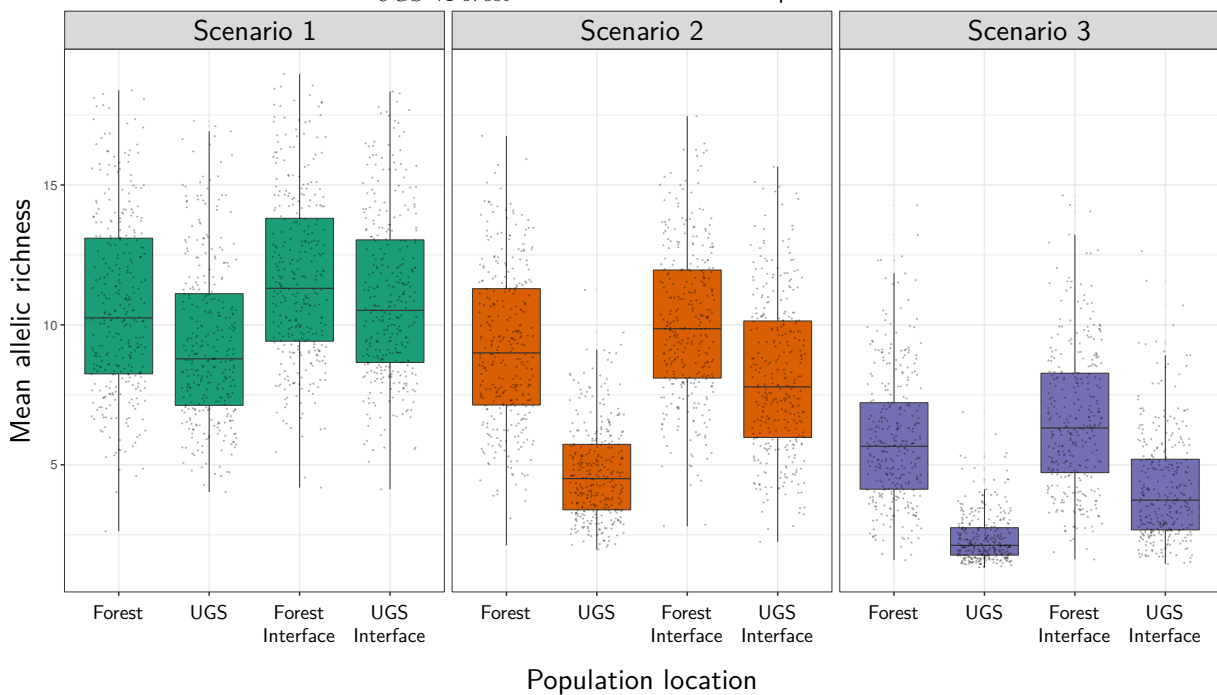 Scenario 1
Scenario 2
Scenario 3
Mean allelic richness
15
10
5
Forest
UGS
Forest
Interface
UGS
Interface
Forest
UGS
Forest
Interface
UGS
Interface
Forest
UGS
Forest
Interface
UGS
Interface
Population location